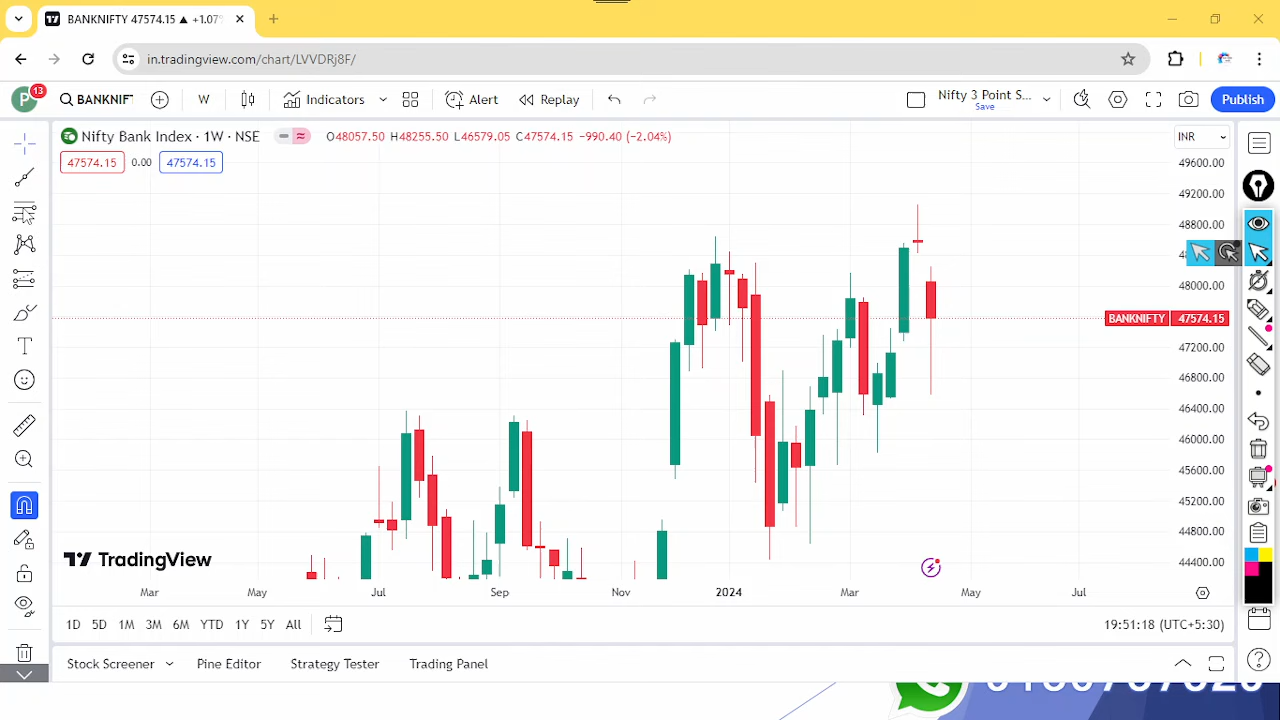 BANKNIFTY 47574.15 ▲ +1.07%
in.tradingview.com/chart/LVVDRj8F/
P 13
BANKNIFT
W
Indicators
Alert
Replay
Nifty 3 Point S...
Save
Publish
Nifty Bank Index · 1W · NSE
O48057.50 H48255.50 L46579.05 C47574.15 −990.40 (−2.04%)
INR
47574.15 0.00 47574.15
49600.00
49200.00
48800.00
48000.00
BANKNIFTY 47574.15
47200.00
46800.00
46400.00
46000.00
45600.00
45200.00
44800.00
44400.00
TradingView
Mar May Jul Sep Nov 2024 Mar May Jul
1D 5D 1M 3M 6M YTD 1Y 5Y All
19:51:18 (UTC+5:30)
Stock Screener Pine Editor Strategy Tester Trading Panel